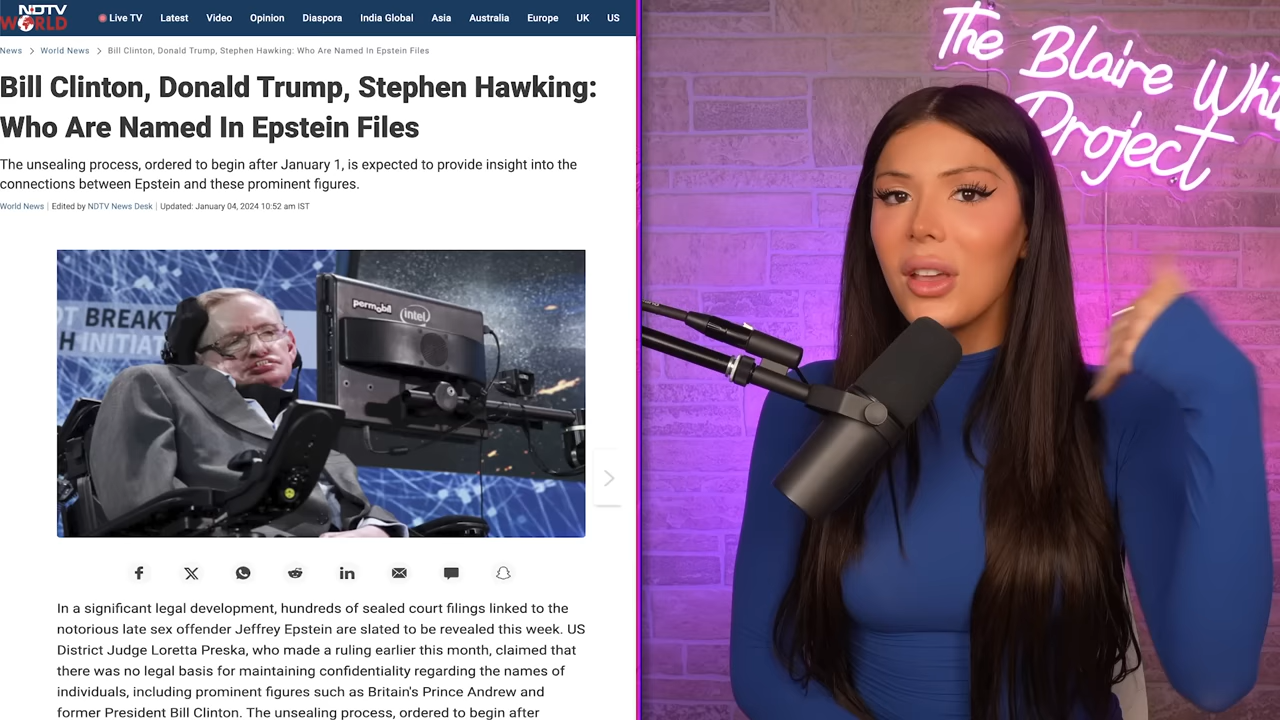 NDTV
WORLD
Live TV Latest Video Opinion Diaspora India Global Asia Australia Europe UK US
News > World News > Bill Clinton, Donald Trump, Stephen Hawking: Who Are Named In Epstein Files
Bill Clinton, Donald Trump, Stephen Hawking:
Who Are Named In Epstein Files
The unsealing process, ordered to begin after January 1, is expected to provide insight into the
connections between Epstein and these prominent figures.
World News | Edited by NDTV News Desk | Updated: January 04, 2024 10:52 am IST
BREAKT
H INITIAT
permobil
intel
In a significant legal development, hundreds of sealed court filings linked to the
notorious late sex offender Jeffrey Epstein are slated to be revealed this week. US
District Judge Loretta Preska, who made a ruling earlier this month, claimed that
there was no legal basis for maintaining confidentiality regarding the names of
individuals, including prominent figures such as Britain's Prince Andrew and
former President Bill Clinton. The unsealing process, ordered to begin after
The Blaire Whi
Project